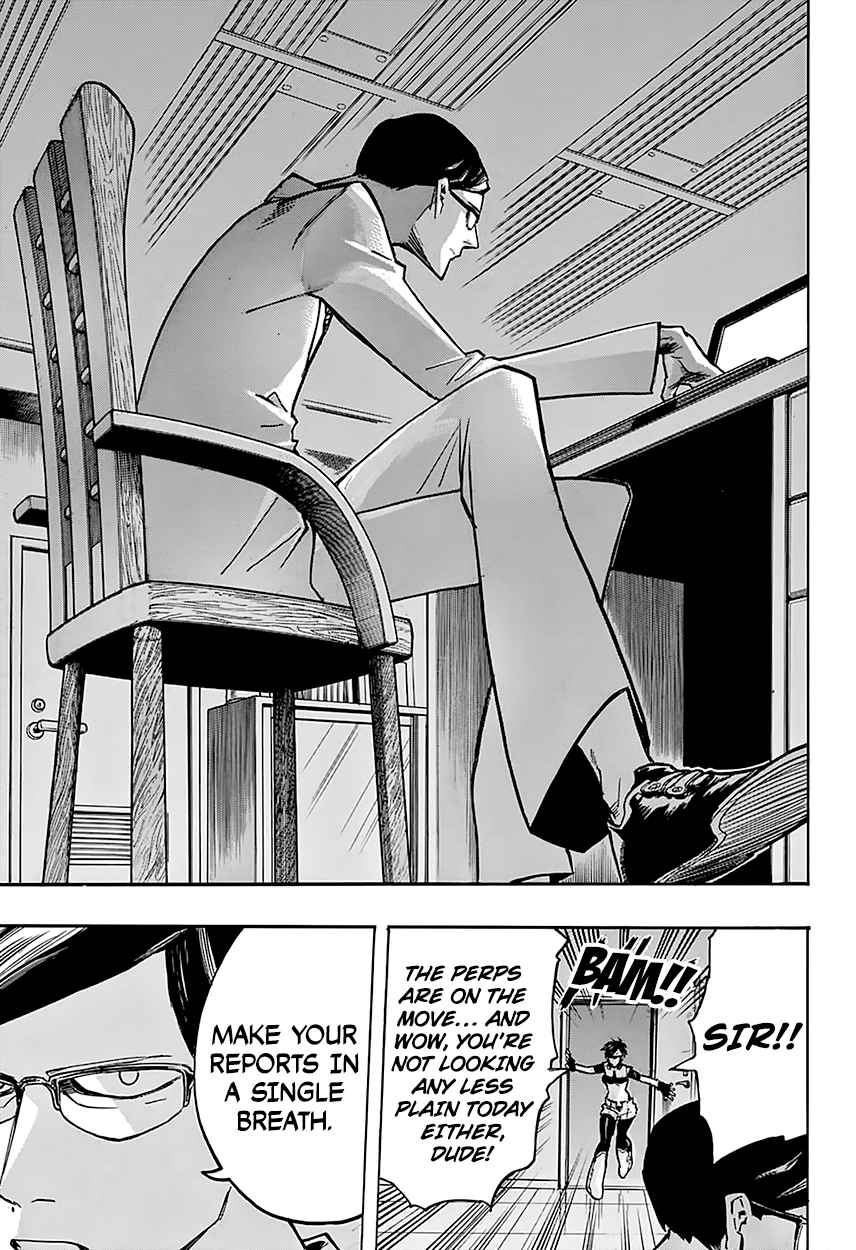 SIR!!
BAM!!
THE PERPS
ARE ON THE
MOVE... AND
WOW, YOU'RE
NOT LOOKING
ANY LESS
PLAIN TODAY
EITHER,
DUDE!
MAKE YOUR
REPORTS IN
A SINGLE
BREATH.